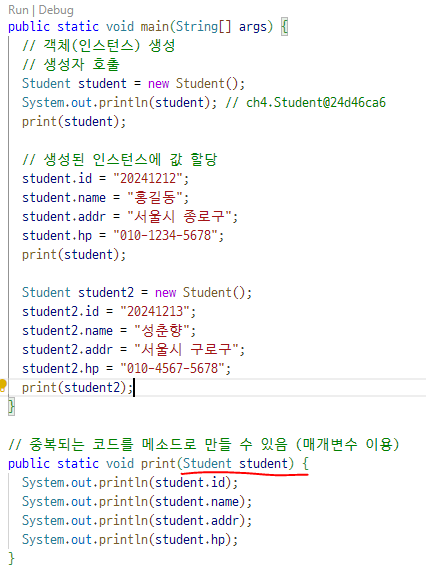 Run | Debug
public static void main(String[] args) {
// 객체(인스턴스) 생성
// 생성자 호출
Student student = new Student();
System.out.println(student); // ch4.Student@24d46ca6
print(student);
// 생성된 인스턴스에 값 할당
student.id = "20241212";
student.name = "홍길동";
student.addr = "서울시 종로구";
student.hp = "010-1234-5678";
print(student);
Student student2 = new Student();
student2.id = "20241213";
student2.name = "성춘향";
student2.addr = "서울시 구로구";
student2.hp = "010-4567-5678";
print(student2);
}
// 중복되는 코드를 메소드로 만들 수 있음 (매개변수 이용)
public static void print(Student student) {
System.out.println(student.id);
System.out.println(student.name);
System.out.println(student.addr);
System.out.println(student.hp);
}